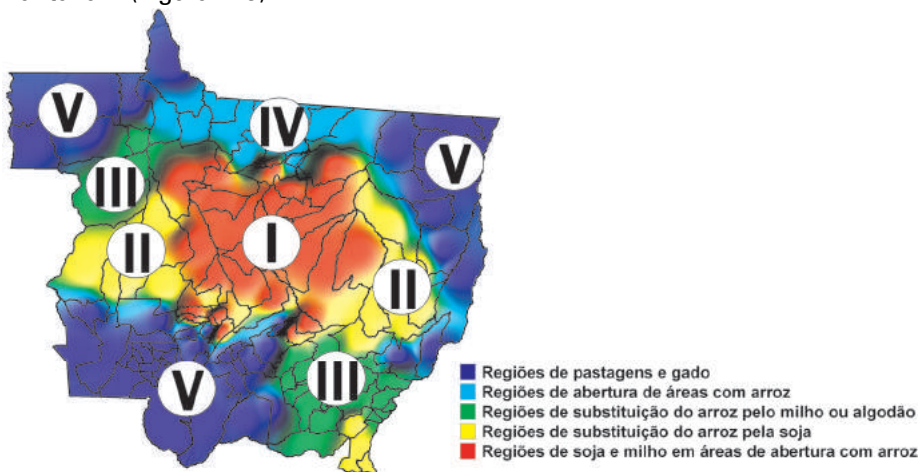 V
IV
V
III
I
II
II
III
V
Regiões de pastagens e gado
Regiões de abertura de áreas com arroz
Regiões de substituição do arroz pelo milho ou algodão
Regiões de substituição do arroz pela soja
Regiões de soja e milho em áreas de abertura com arroz